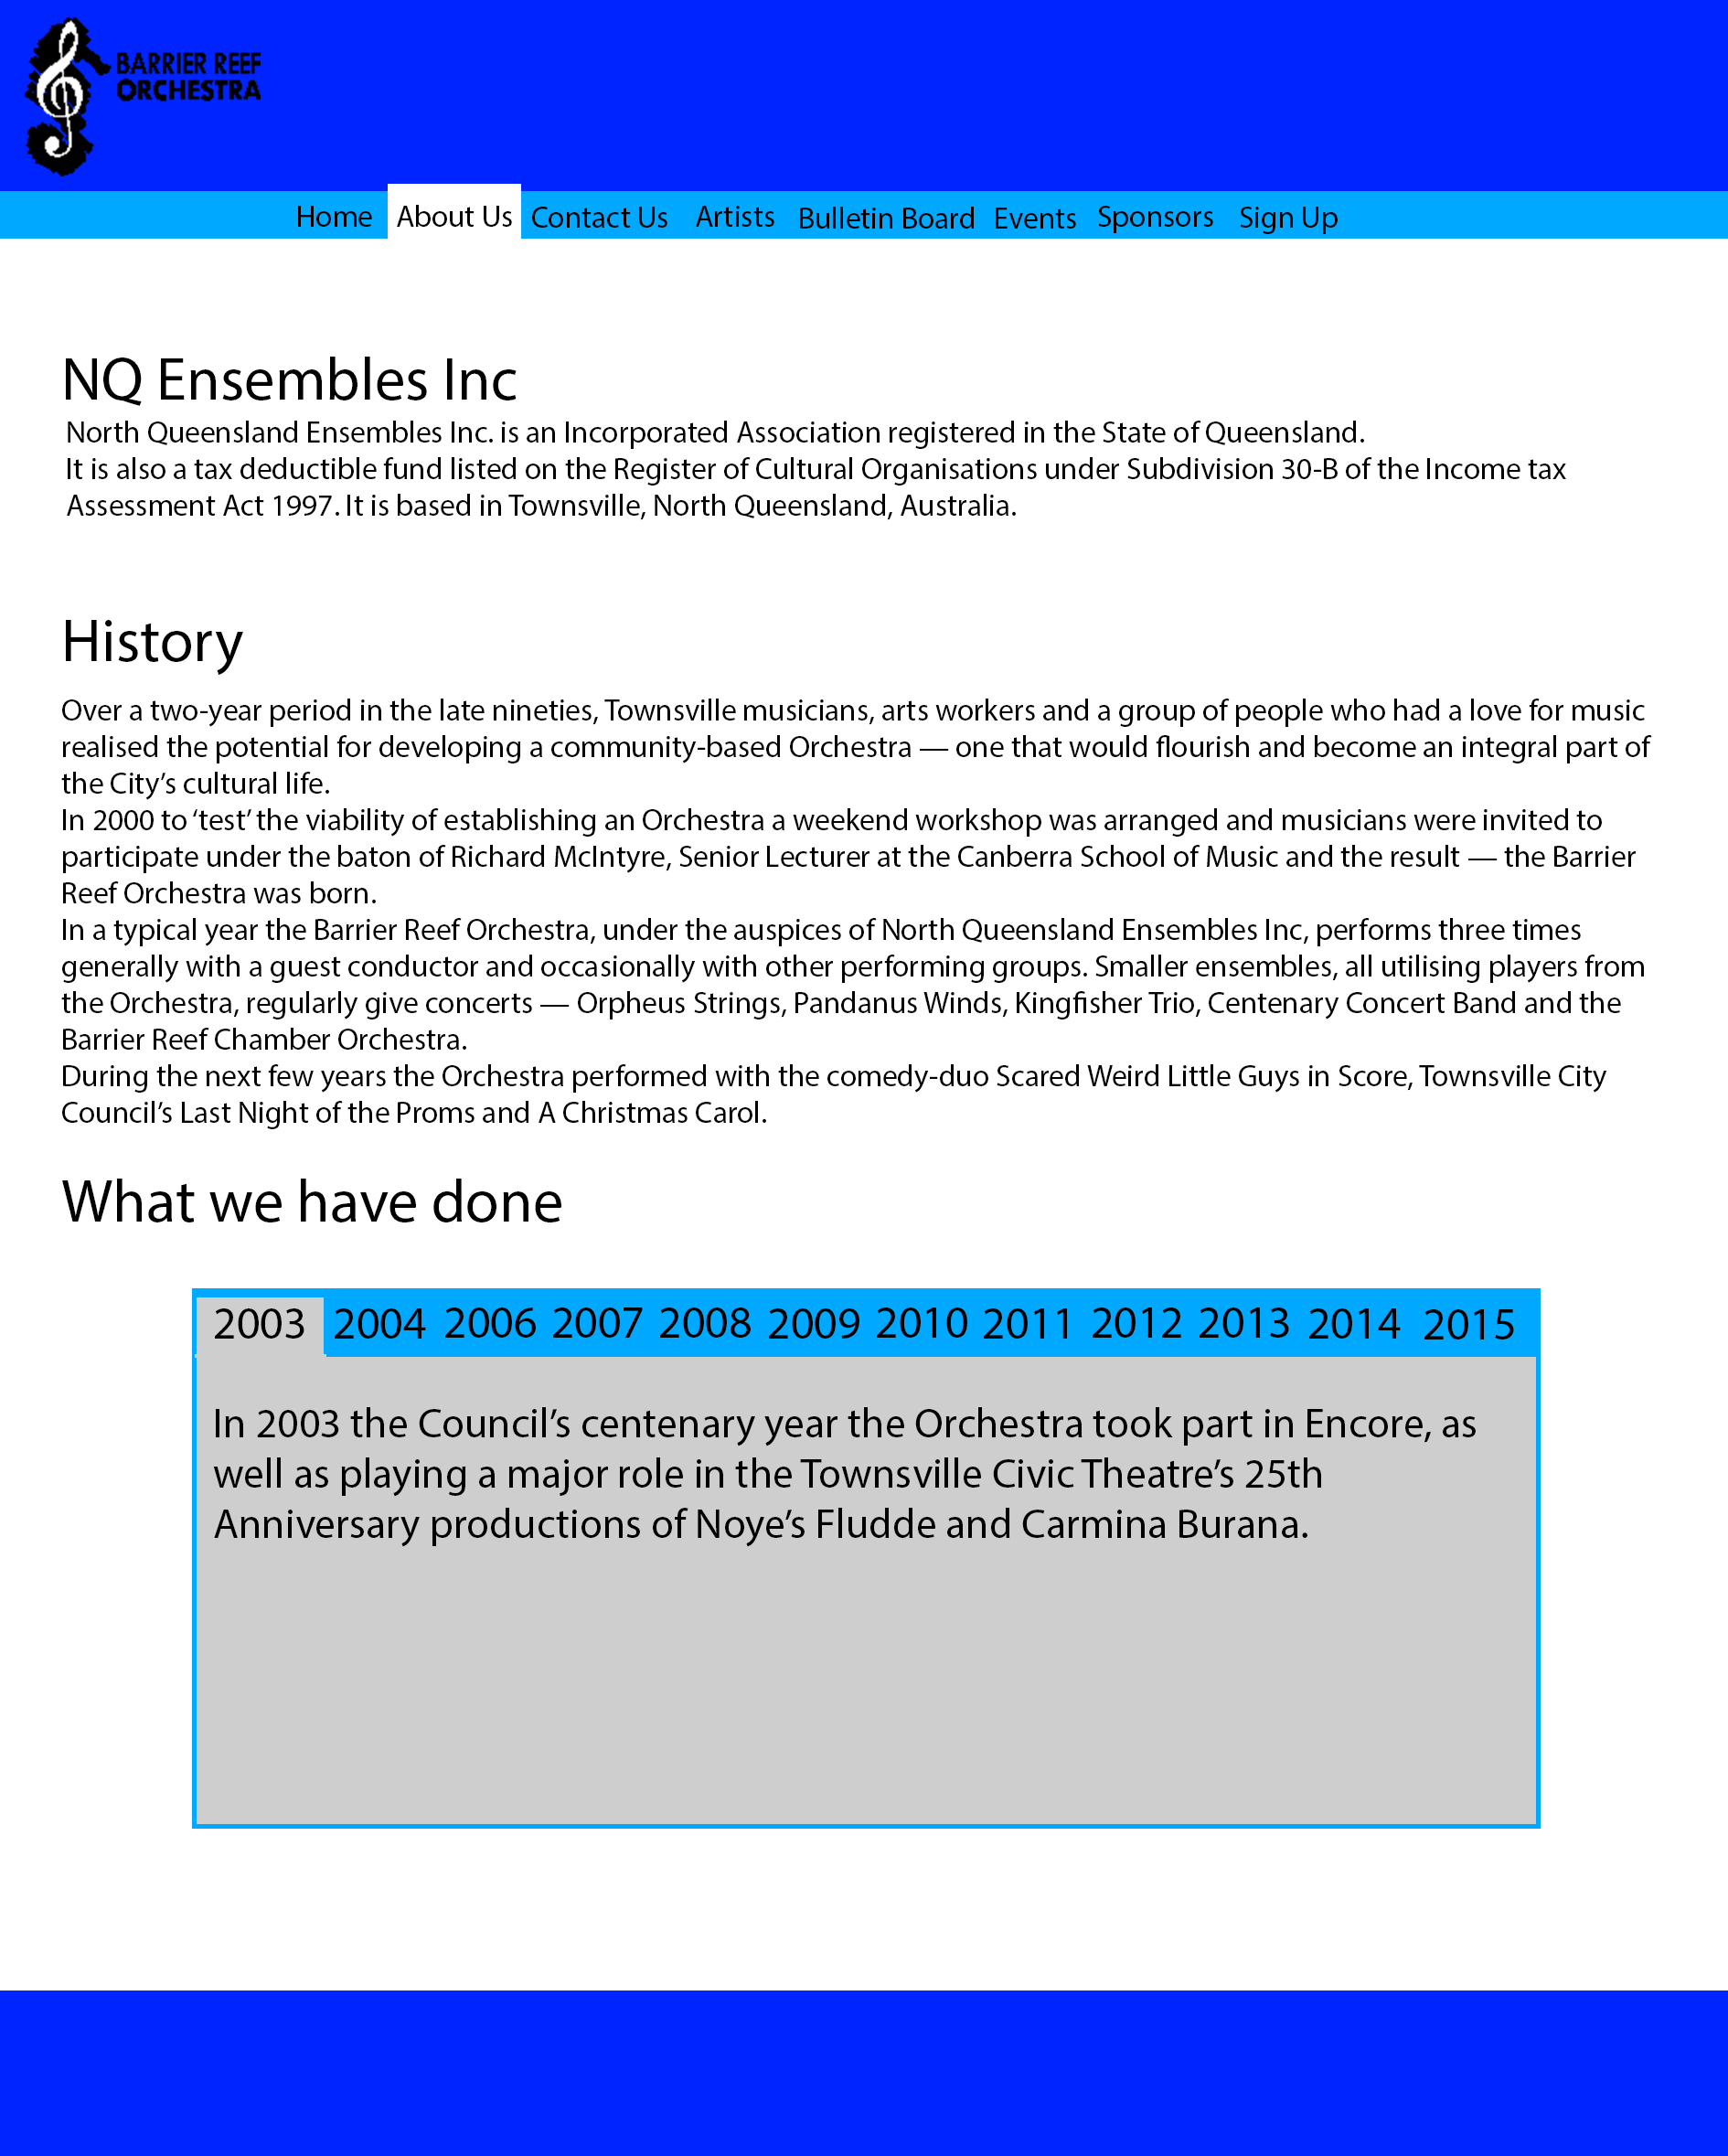 BARRIER REEF
ORCHESTRA
Home About Us Contact Us Artists Bulletin Board Events Sponsors Sign Up
NQ Ensembles Inc
North Queensland Ensembles Inc. is an Incorporated Association registered in the State of Queensland.
It is also a tax deductible fund listed on the Register of Cultural Organisations under Subdivision 30-B of the Income tax
Assessment Act 1997. It is based in Townsville, North Queensland, Australia.
History
Over a two-year period in the late nineties, Townsville musicians, arts workers and a group of people who had a love for music
realised the potential for developing a community-based Orchestra — one that would flourish and become an integral part of
the City’s cultural life.
In 2000 to ‘test’ the viability of establishing an Orchestra a weekend workshop was arranged and musicians were invited to
participate under the baton of Richard McIntyre, Senior Lecturer at the Canberra School of Music and the result — the Barrier
Reef Orchestra was born.
In a typical year the Barrier Reef Orchestra, under the auspices of North Queensland Ensembles Inc, performs three times
generally with a guest conductor and occasionally with other performing groups. Smaller ensembles, all utilising players from
the Orchestra, regularly give concerts — Orpheus Strings, Pandanus Winds, Kingfisher Trio, Centenary Concert Band and the
Barrier Reef Chamber Orchestra.
During the next few years the Orchestra performed with the comedy-duo Scared Weird Little Guys in Score, Townsville City
Council’s Last Night of the Proms and A Christmas Carol.
What we have done
2003 2004 2006 2007 2008 2009 2010 2011 2012 2013 2014 2015
In 2003 the Council’s centenary year the Orchestra took part in Encore, as
well as playing a major role in the Townsville Civic Theatre’s 25th
Anniversary productions of Noye’s Fludde and Carmina Burana.